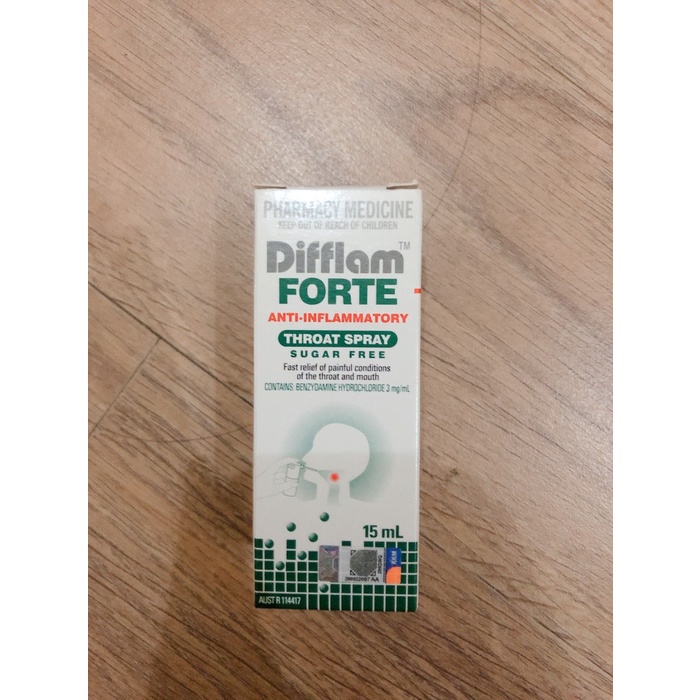 PHARMACY MEDICINE
KEEP OUT OF REACH OF CHILDREN
Difflam™
FORTE
ANTI-INFLAMMATORY
THROAT SPRAY
SUGAR FREE
Fast relief of painful conditions
of the throat and mouth
CONTAINS: BENZYDAMINE HYDROCHLORIDE 3 mg/mL
15 mL
AUST R 114417